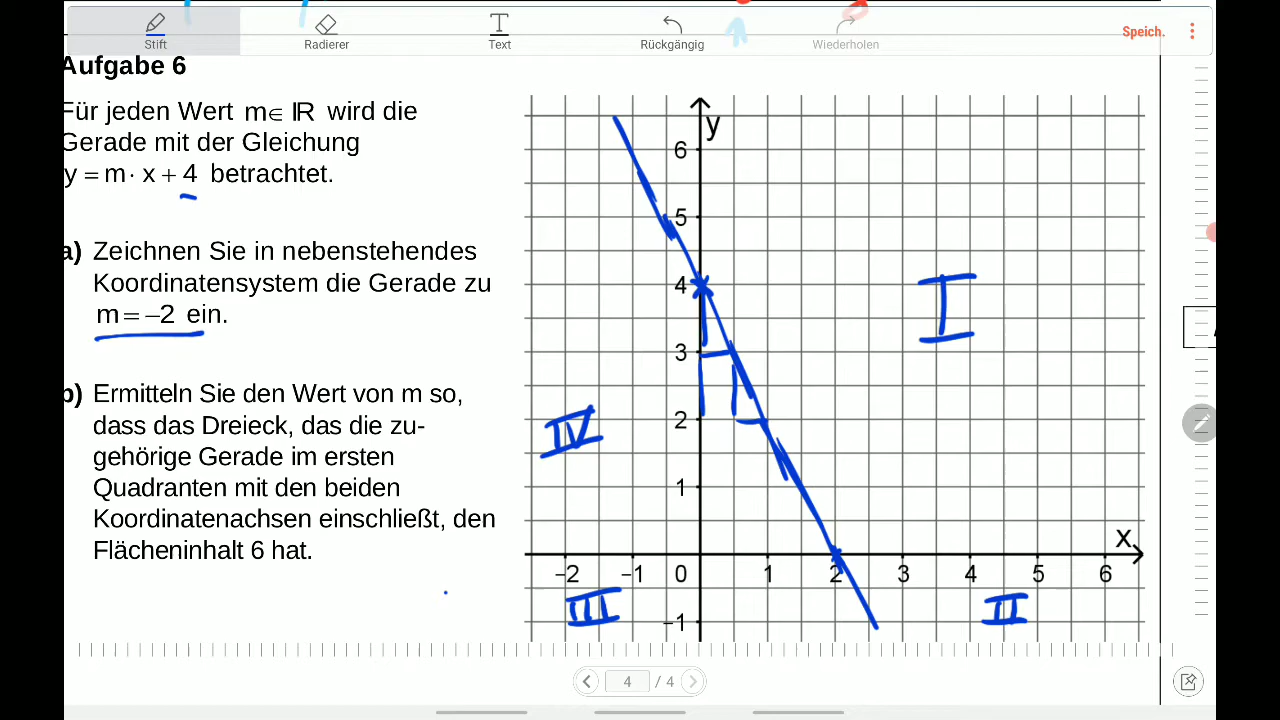 Stift
Radierer
Text
Rückgängig
Wiederholen
Speich.
Aufgabe 6
Für jeden Wert m∈ ℝ wird die
Gerade mit der Gleichung
y = m · x + 4 betrachtet.
a) Zeichnen Sie in nebenstehendes
Koordinatensystem die Gerade zu
m = −2 ein.
b) Ermitteln Sie den Wert von m so,
dass das Dreieck, das die zu-
gehörige Gerade im ersten
Quadranten mit den beiden
Koordinatenachsen einschließt, den
Flächeninhalt 6 hat.
y
6
5
4
3
2
1
−1
x
−2 −1 0 1 2 3 4 5 6
I
IV
III
II
4 / 4